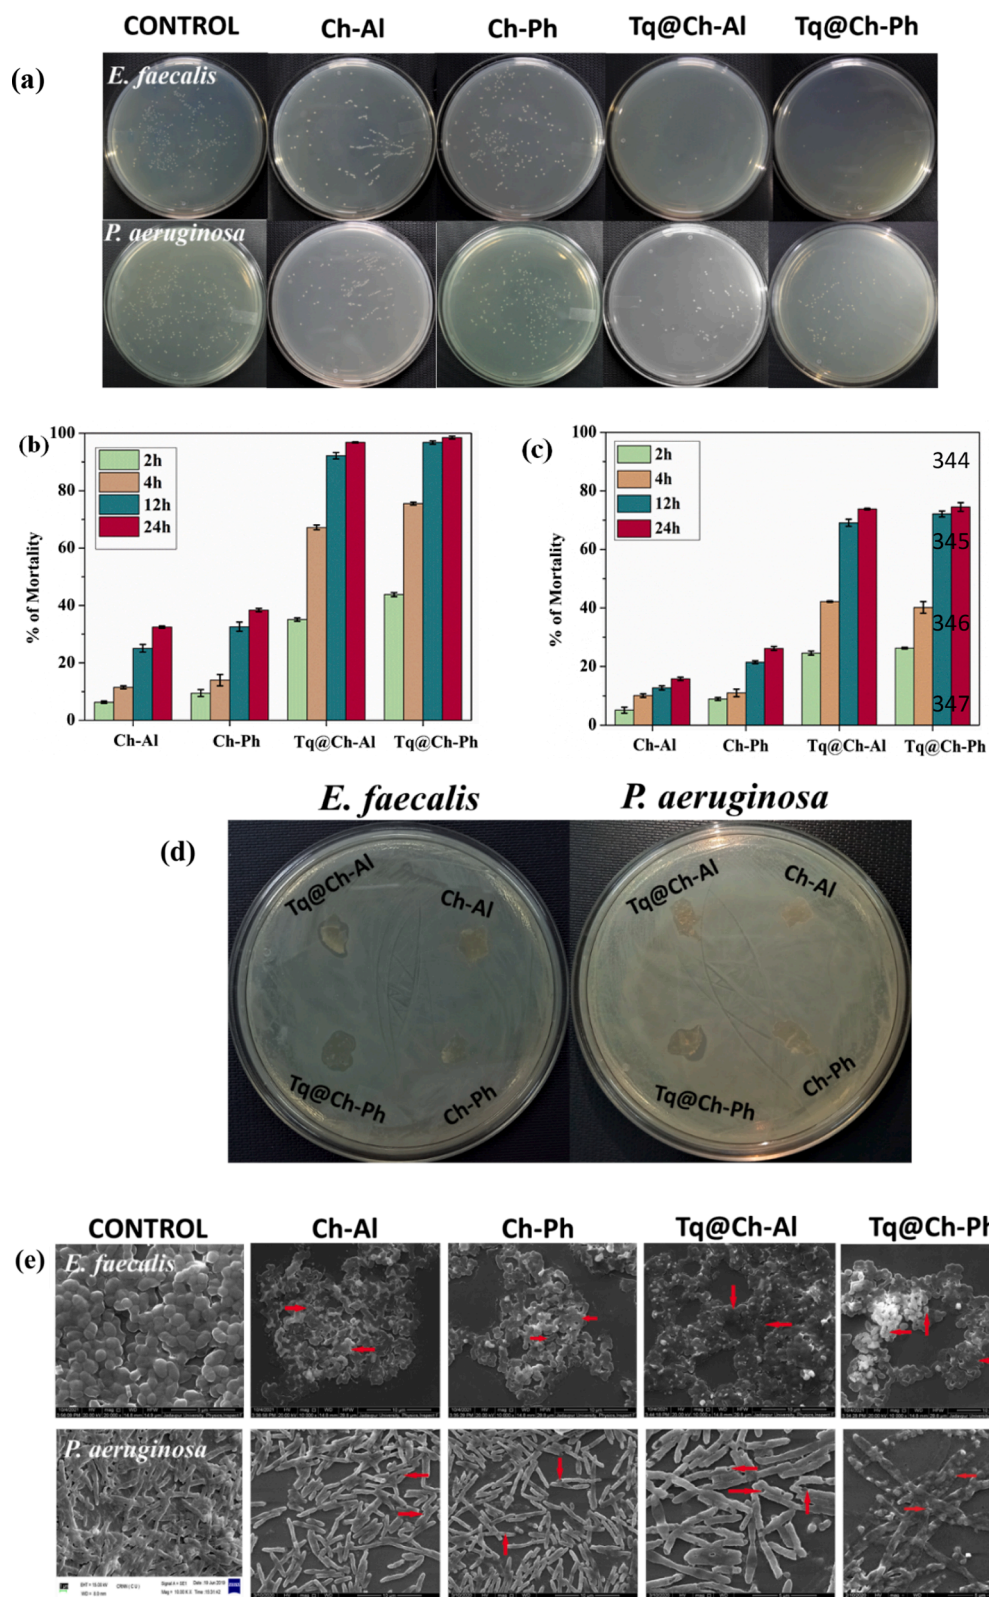 CONTROL Ch-Al Ch-Ph Tq@Ch-Al Tq@Ch-Ph
(a)
E. faecalis
P. aeruginosa
(b)
% of Mortality
100
80
60
40
20
0
2h
4h
12h
24h
Ch-Al Ch-Ph Tq@Ch-Al Tq@Ch-Ph
(c)
% of Mortality
100
80
60
40
20
0
2h
4h
12h
24h
344
345
346
347
Ch-Al Ch-Ph Tq@Ch-Al Tq@Ch-Ph
(d)
E. faecalis P. aeruginosa
Tq@Ch-Al Ch-Al Tq@Ch-Al Ch-Al
Tq@Ch-Ph Ch-Ph Tq@Ch-Ph Ch-Ph
(e)
CONTROL Ch-Al Ch-Ph Tq@Ch-Al Tq@Ch-Ph
E. faecalis
P. aeruginosa